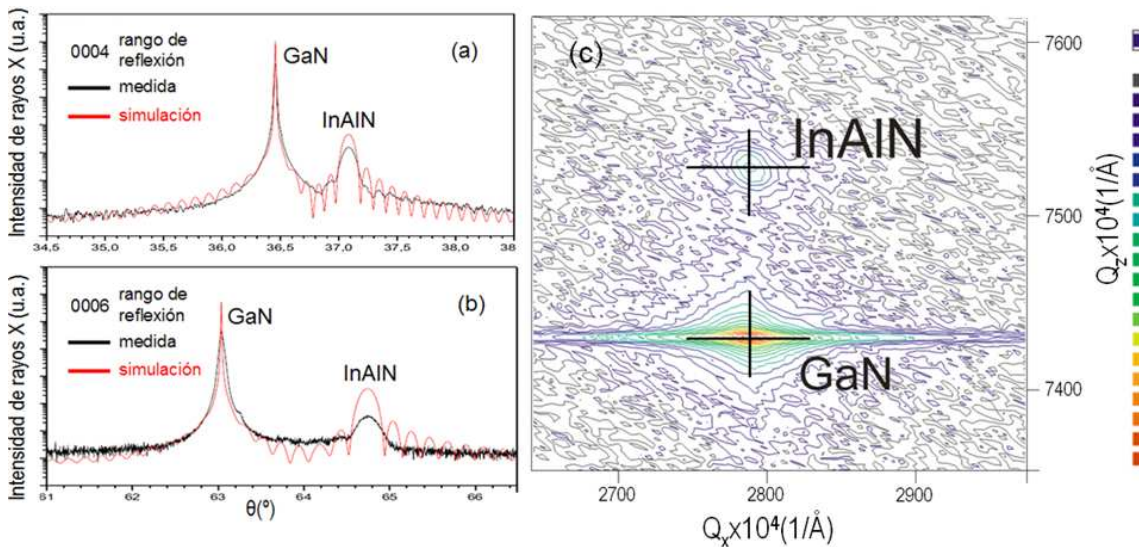 Intensidad de rayos X (u.a.)
0004 rango de
reflexión
medida
simulación
GaN
InAlN
(a)
34,5 35,0 35,5 36,0 36,5 37,0 37,5 38,0 38
Intensidad de rayos X (u.a.)
0006 rango de
reflexión
medida
simulación
GaN
InAlN
(b)
61 62 63 64 65 66
θ(º)
(c)
InAlN
GaN
7600
7500
7400
Qzx10⁴(1/Å)
2700 2800 2900
Qxx10⁴(1/Å)